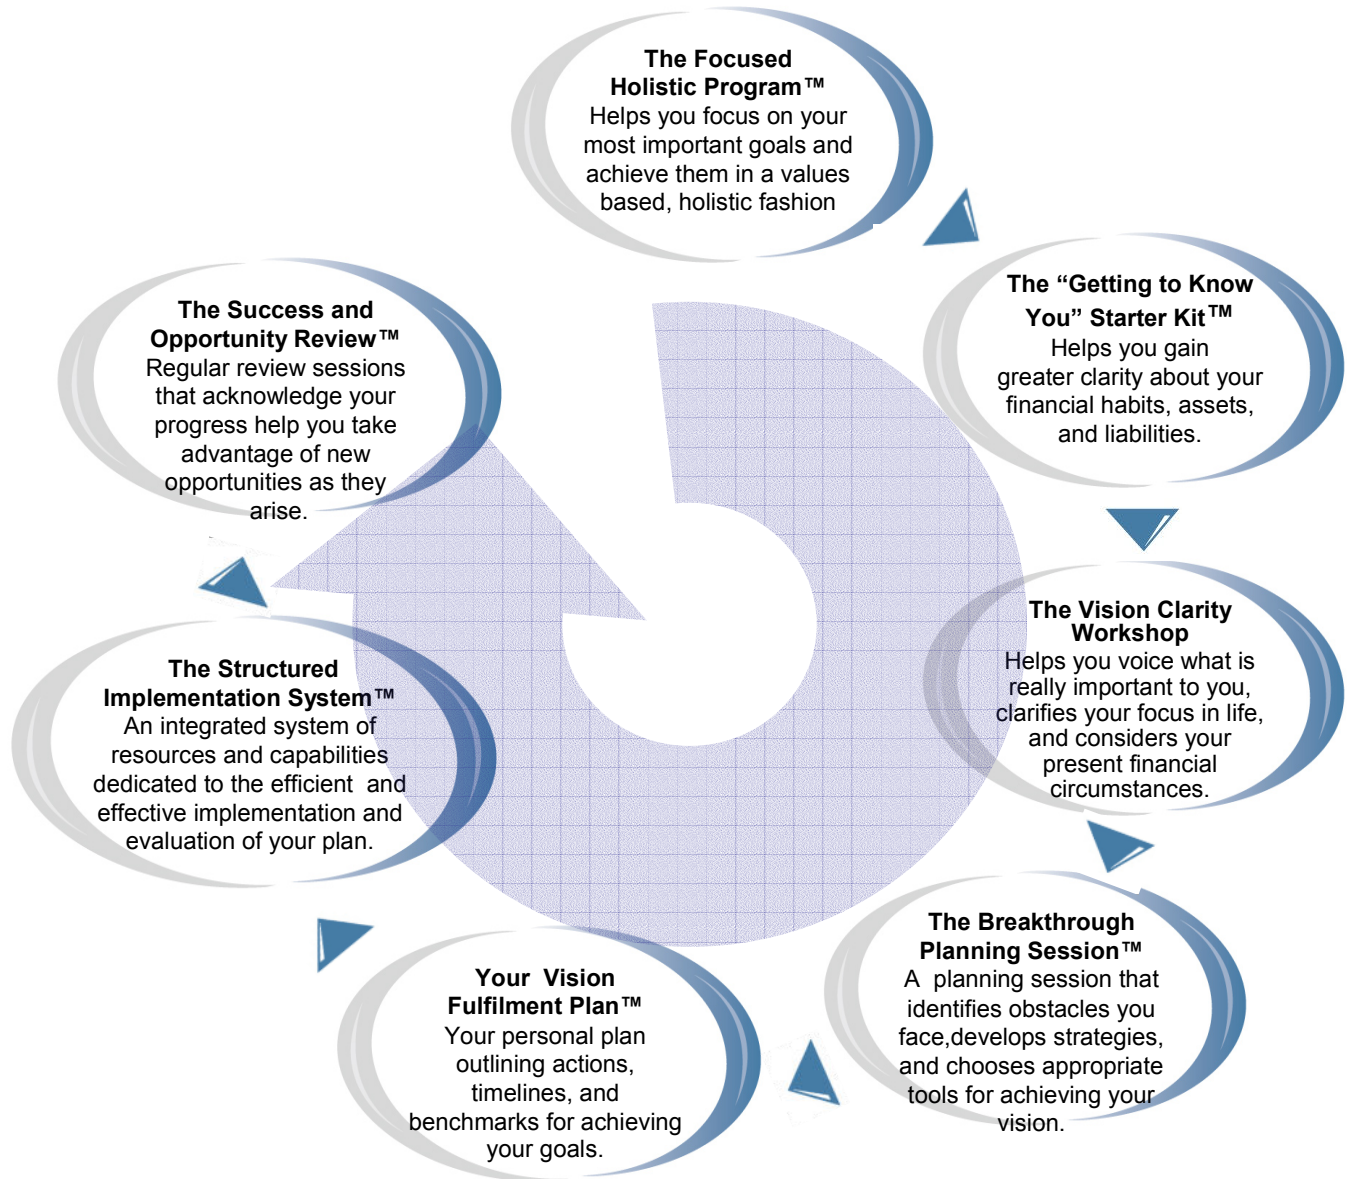 The Focused
Holistic Program™
Helps you focus on your
most important goals and
achieve them in a values
based, holistic fashion
The “Getting to Know
You” Starter Kit™
Helps you gain
greater clarity about your
financial habits, assets,
and liabilities.
The Vision Clarity
Workshop
Helps you voice what is
really important to you,
clarifies your focus in life,
and considers your
present financial
circumstances.
The Breakthrough
Planning Session™
A planning session that
identifies obstacles you
face,develops strategies,
and chooses appropriate
tools for achieving your
vision.
Your Vision
Fulfilment Plan™
Your personal plan
outlining actions,
timelines, and
benchmarks for achieving
your goals.
The Structured
Implementation System™
An integrated system of
resources and capabilities
dedicated to the efficient and
effective implementation and
evaluation of your plan.
The Success and
Opportunity Review™
Regular review sessions
that acknowledge your
progress help you take
advantage of new
opportunities as they
arise.